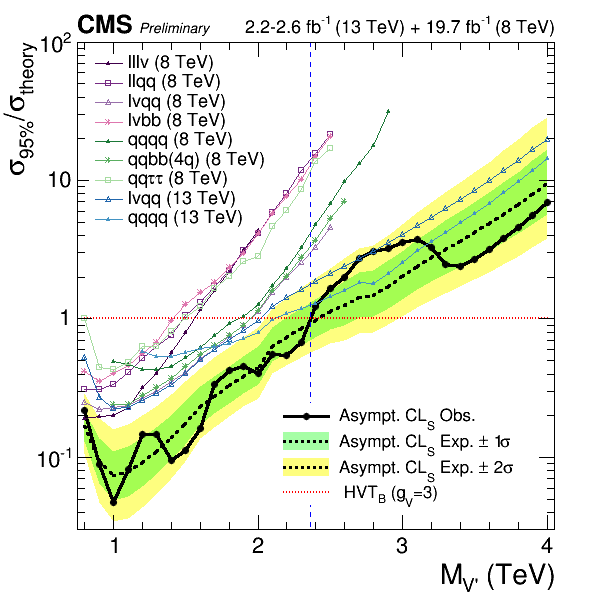 CMS Preliminary 2.2-2.6 fb⁻¹ (13 TeV) + 19.7 fb⁻¹ (8 TeV)
σ95%/σtheory
10²
10
1
10⁻¹
lllν (8 TeV)
llqq (8 TeV)
lνqq (8 TeV)
lνbb (8 TeV)
qqqq (8 TeV)
qqbb(4q) (8 TeV)
qqττ (8 TeV)
lνqq (13 TeV)
qqqq (13 TeV)
Asympt. CLS Obs.
Asympt. CLS Exp. ± 1σ
Asympt. CLS Exp. ± 2σ
HVTB (gV=3)
1 2 3 4
MV' (TeV)